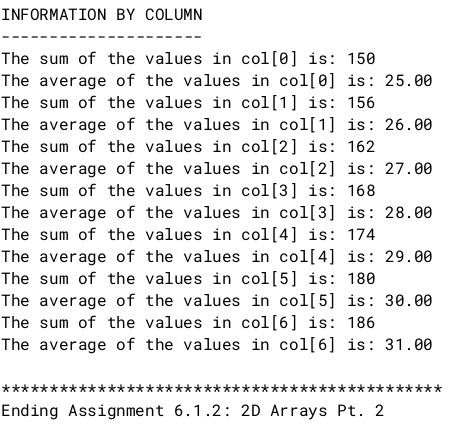 INFORMATION BY COLUMN
---------------------
The sum of the values in col[0] is: 150
The average of the values in col[0] is: 25.00
The sum of the values in col[1] is: 156
The average of the values in col[1] is: 26.00
The sum of the values in col[2] is: 162
The average of the values in col[2] is: 27.00
The sum of the values in col[3] is: 168
The average of the values in col[3] is: 28.00
The sum of the values in col[4] is: 174
The average of the values in col[4] is: 29.00
The sum of the values in col[5] is: 180
The average of the values in col[5] is: 30.00
The sum of the values in col[6] is: 186
The average of the values in col[6] is: 31.00
**********************************************
Ending Assignment 6.1.2: 2D Arrays Pt. 2